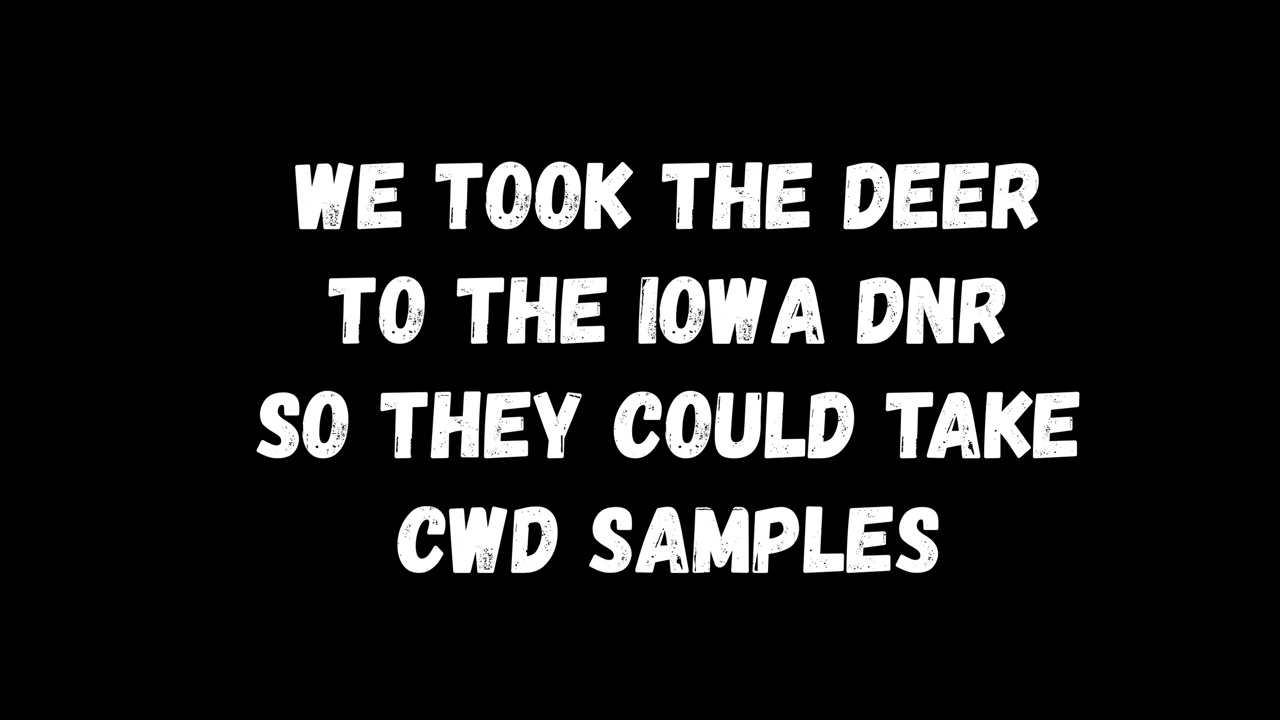 WE TOOK THE DEER
TO THE IOWA DNR
SO THEY COULD TAKE
CWD SAMPLES